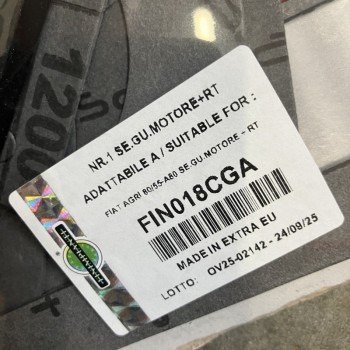 1200
NR.1 SE.GU.MOTORE+RT
ADATTABILE A / SUITABLE FOR :
FIAT AGRI 80/55-A80 SE.GU.MOTORE - RT
FIN018CGA
MADE IN EXTRA EU
LOTTO: OV25-02142 - 24/09/25